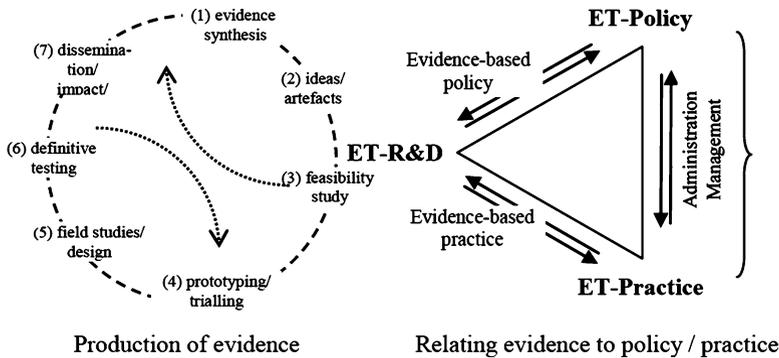 (1) evidence
synthesis
(2) ideas/
artefacts
(3) feasibility
study
(4) prototyping/
trialling
(5) field studies/
design
(6) definitive
testing
(7) dissemina-
tion/
impact/
Production of evidence
ET-Policy
Evidence-based
policy
ET-R&D
Evidence-based
practice
Administration
Management
ET-Practice
Relating evidence to policy / practice